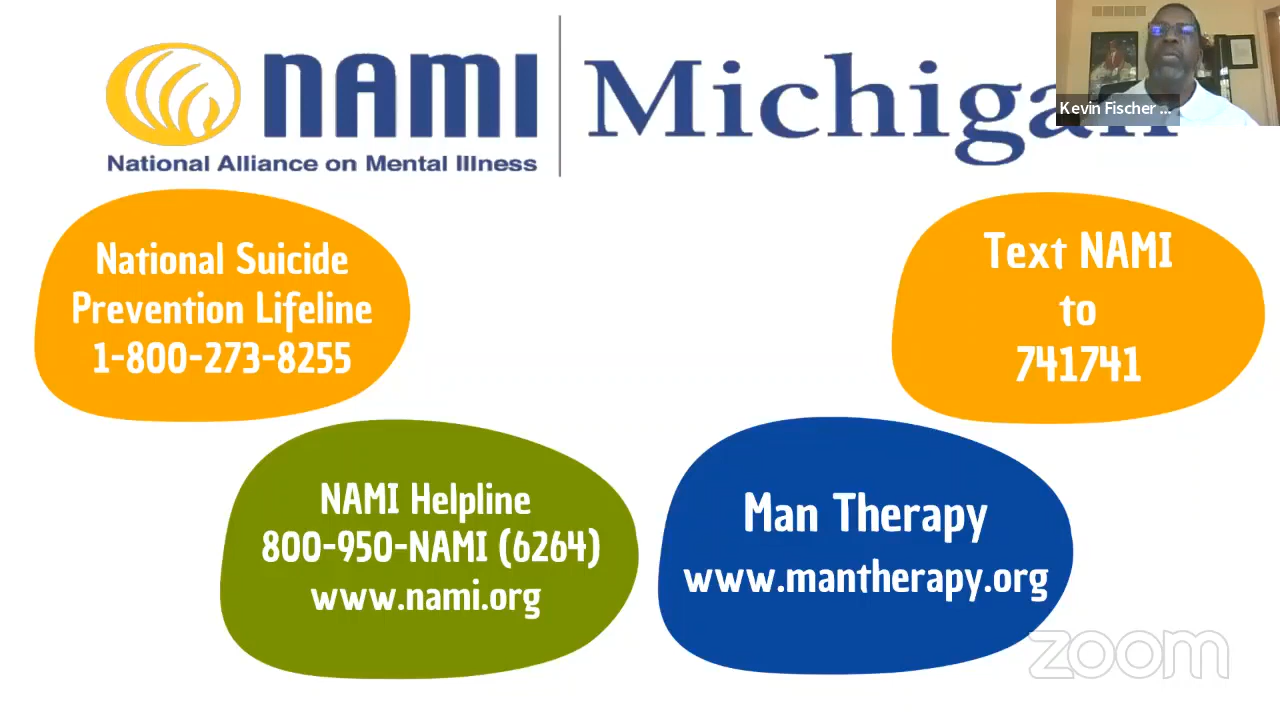 NAMI
Michigan
National Alliance on Mental Illness
Kevin Fischer ...
National Suicide
Prevention Lifeline
1-800-273-8255
Text NAMI
to
741741
NAMI Helpline
800-950-NAMI (6264)
www.nami.org
Man Therapy
www.mantherapy.org
zoom